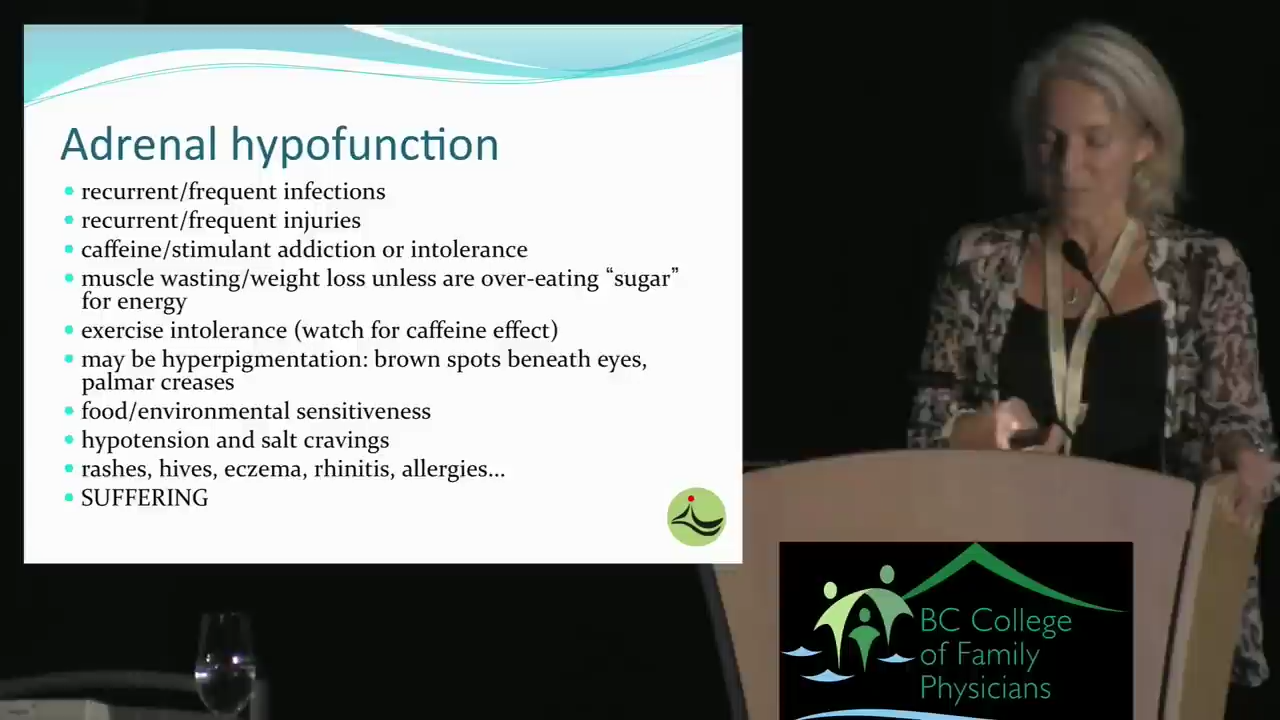 Adrenal hypofunction
• recurrent/frequent infections
• recurrent/frequent injuries
• caffeine/stimulant addiction or intolerance
• muscle wasting/weight loss unless are over-eating “sugar”
for energy
• exercise intolerance (watch for caffeine effect)
• may be hyperpigmentation: brown spots beneath eyes,
palmar creases
• food/environmental sensitiveness
• hypotension and salt cravings
• rashes, hives, eczema, rhinitis, allergies...
• SUFFERING
BC College
of Family
Physicians